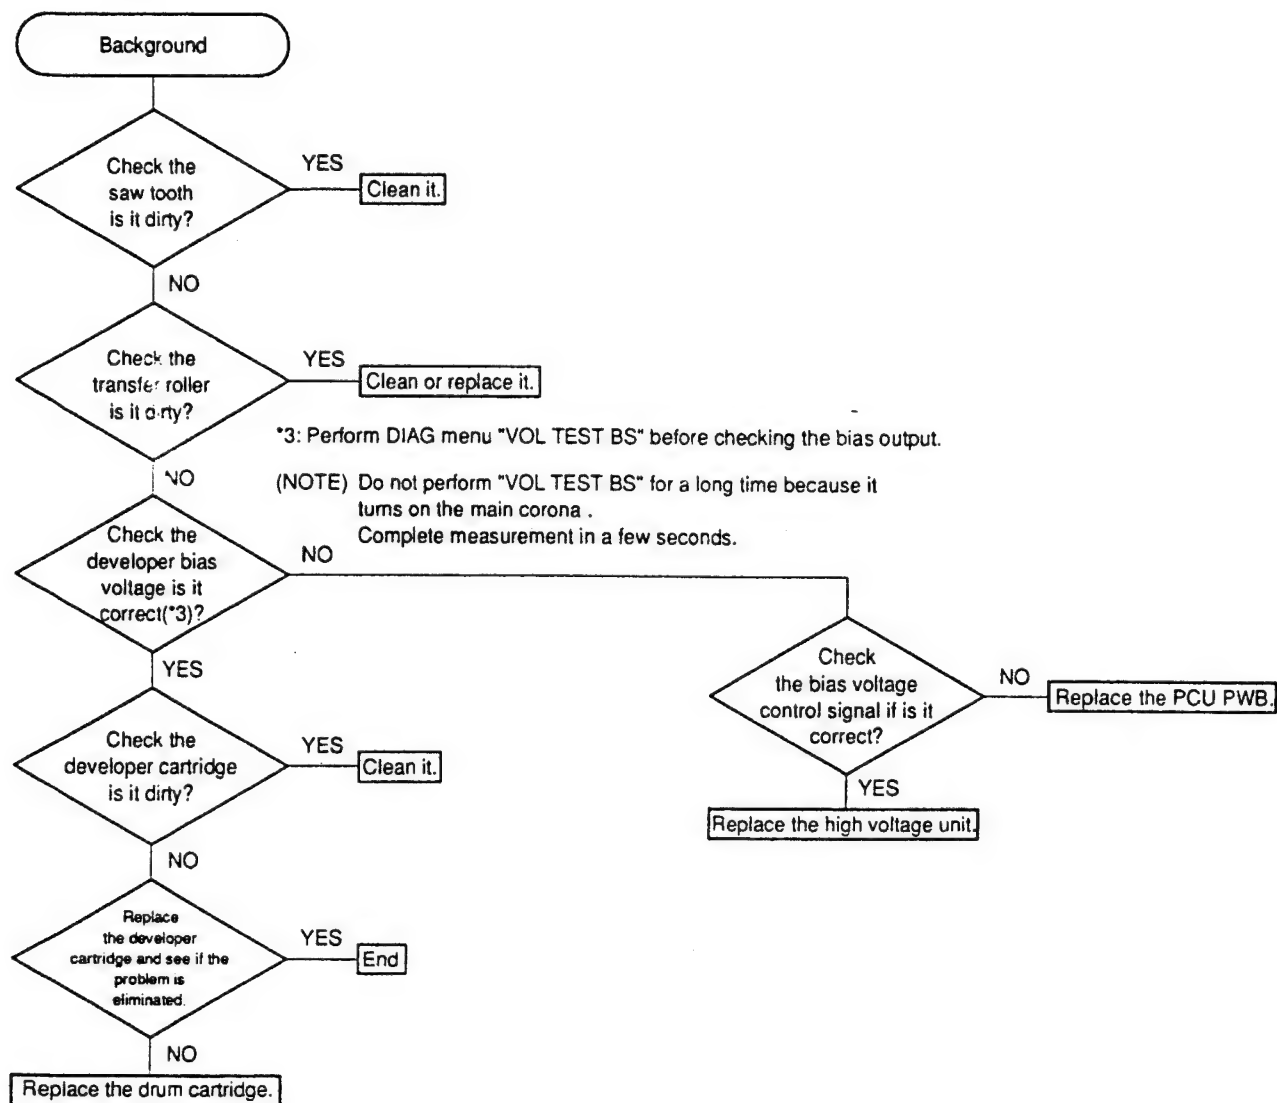 Background
Check the
saw tooth
is it dirty?
YES
Clean it.
NO
Check the
transfer roller
is it dirty?
YES
Clean or replace it.
*3: Perform DIAG menu "VOL TEST BS" before checking the bias output.
NO
(NOTE) Do not perform "VOL TEST BS" for a long time because it
turns on the main corona .
Complete measurement in a few seconds.
Check the
developer bias
voltage is it
correct(*3)?
NO
YES
Check
the bias voltage
control signal if is it
correct?
NO
Replace the PCU PWB.
YES
Replace the high voltage unit.
Check the
developer cartridge
is it dirty?
YES
Clean it.
NO
Replace
the developer
cartridge and see if the
problem is
eliminated.
YES
End
NO
Replace the drum cartridge.